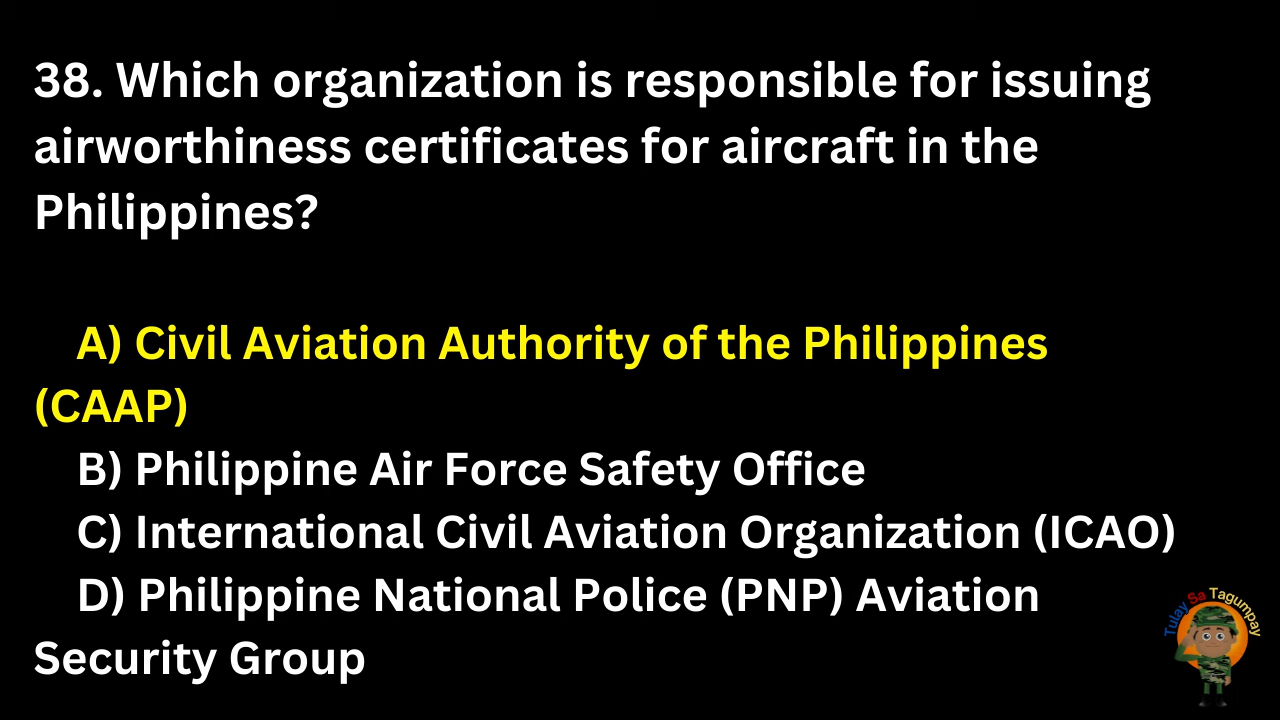 38. Which organization is responsible for issuing
airworthiness certificates for aircraft in the
Philippines?
A) Civil Aviation Authority of the Philippines
(CAAP)
B) Philippine Air Force Safety Office
C) International Civil Aviation Organization (ICAO)
D) Philippine National Police (PNP) Aviation
Security Group
Tulay Sa Tagumpay